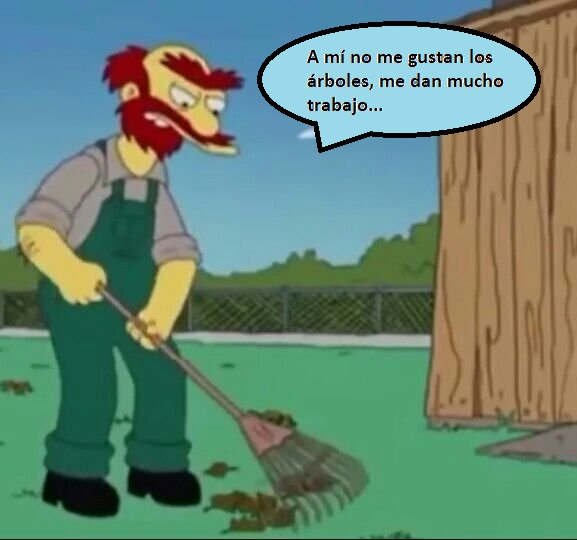 A mí no me gustan los
árboles, me dan mucho
trabajo...